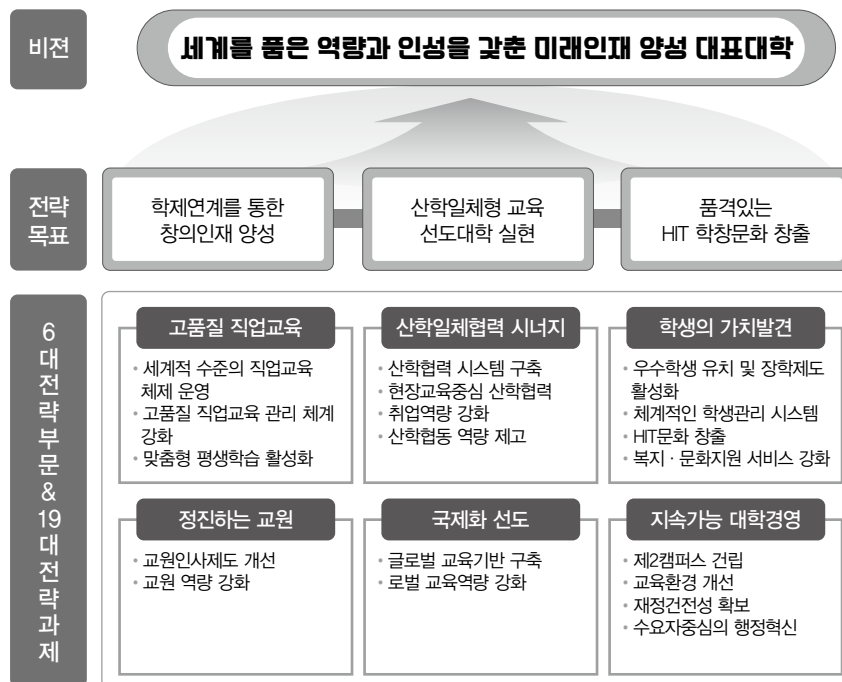 비젼
세계를 품은 역량과 인성을 갖춘 미래인재 양성 대표대학
전략
목표
학제연계를 통한
창의인재 양성
산학일체형 교육
선도대학 실현
품격있는
HIT 학창문화 창출
6
대
전
략
부
문
&
19
대
전
략
과
제
고품질 직업교육
• 세계적 수준의 직업교육
체제 운영
• 고품질 직업교육 관리 체계
강화
• 맞춤형 평생학습 활성화
산학일체협력 시너지
• 산학협력 시스템 구축
• 현장교육중심 산학협력
• 취업역량 강화
• 산학협동 역량 제고
학생의 가치발견
• 우수학생 유치 및 장학제도
활성화
• 체계적인 학생관리 시스템
• HIT문화 창출
• 복지 · 문화지원 서비스 강화
정진하는 교원
• 교원인사제도 개선
• 교원 역량 강화
국제화 선도
• 글로벌 교육기반 구축
• 로벌 교육역량 강화
지속가능 대학경영
• 제2캠퍼스 건립
• 교육환경 개선
• 재정건전성 확보
• 수요자중심의 행정혁신